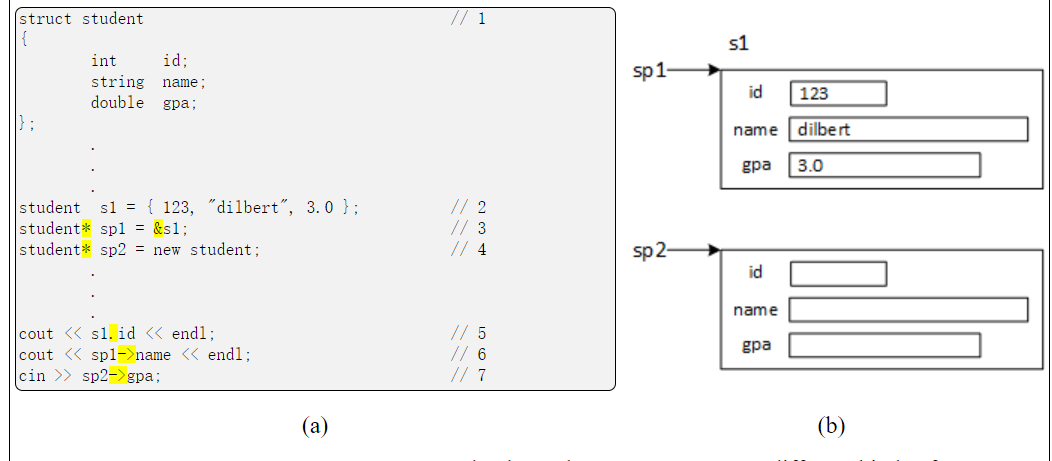 struct student // 1
{
int id;
string name;
double gpa;
};
.
.
.
student s1 = { 123, "dilbert", 3.0 }; // 2
student* sp1 = &s1; // 3
student* sp2 = new student; // 4
.
.
.
cout << s1.id << endl; // 5
cout << sp1->name << endl; // 6
cin >> sp2->gpa; // 7
(a)
s1
sp1
id 123
name dilbert
gpa 3.0
sp2
id
name
gpa
(b)